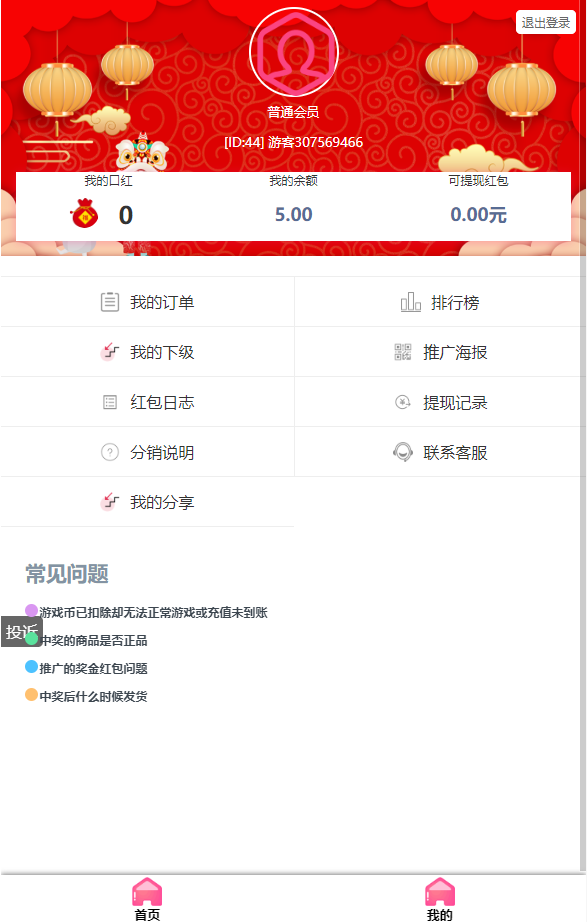 退出登录
普通会员
[ID:44] 游客307569466
我的口红 我的余额 可提现红包
0 5.00 0.00元
我的订单 排行榜
我的下级 推广海报
红包日志 提现记录
分销说明 联系客服
我的分享
常见问题
游戏币已扣除却无法正常游戏或充值未到账
投诉
中奖的商品是否正品
推广的奖金红包问题
中奖后什么时候发货
首页 我的